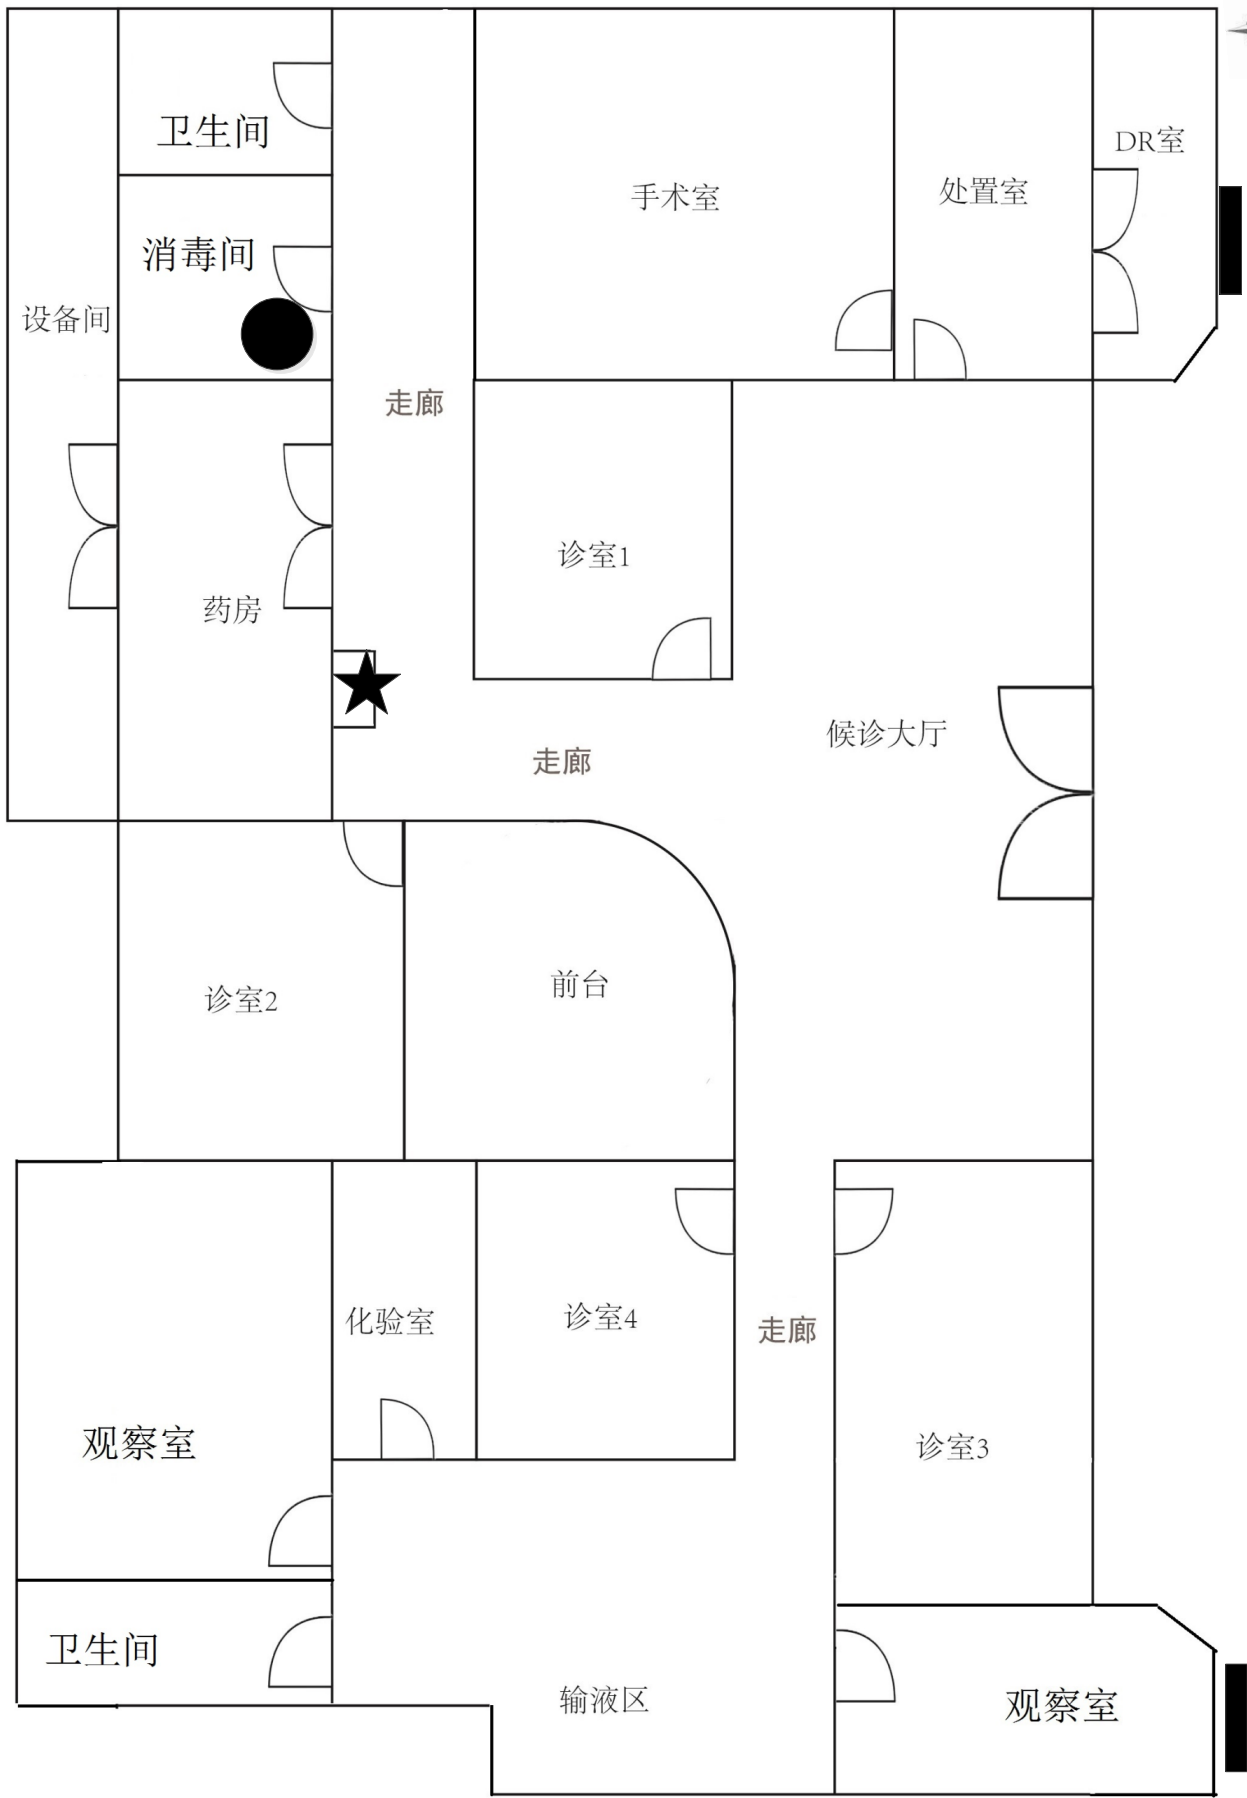 卫生间
DR室
手术室
处置室
消毒间
设备间
走廊
诊室1
药房
候诊大厅
走廊
诊室2
前台
化验室
诊室4
走廊
观察室
诊室3
卫生间
输液区
观察室